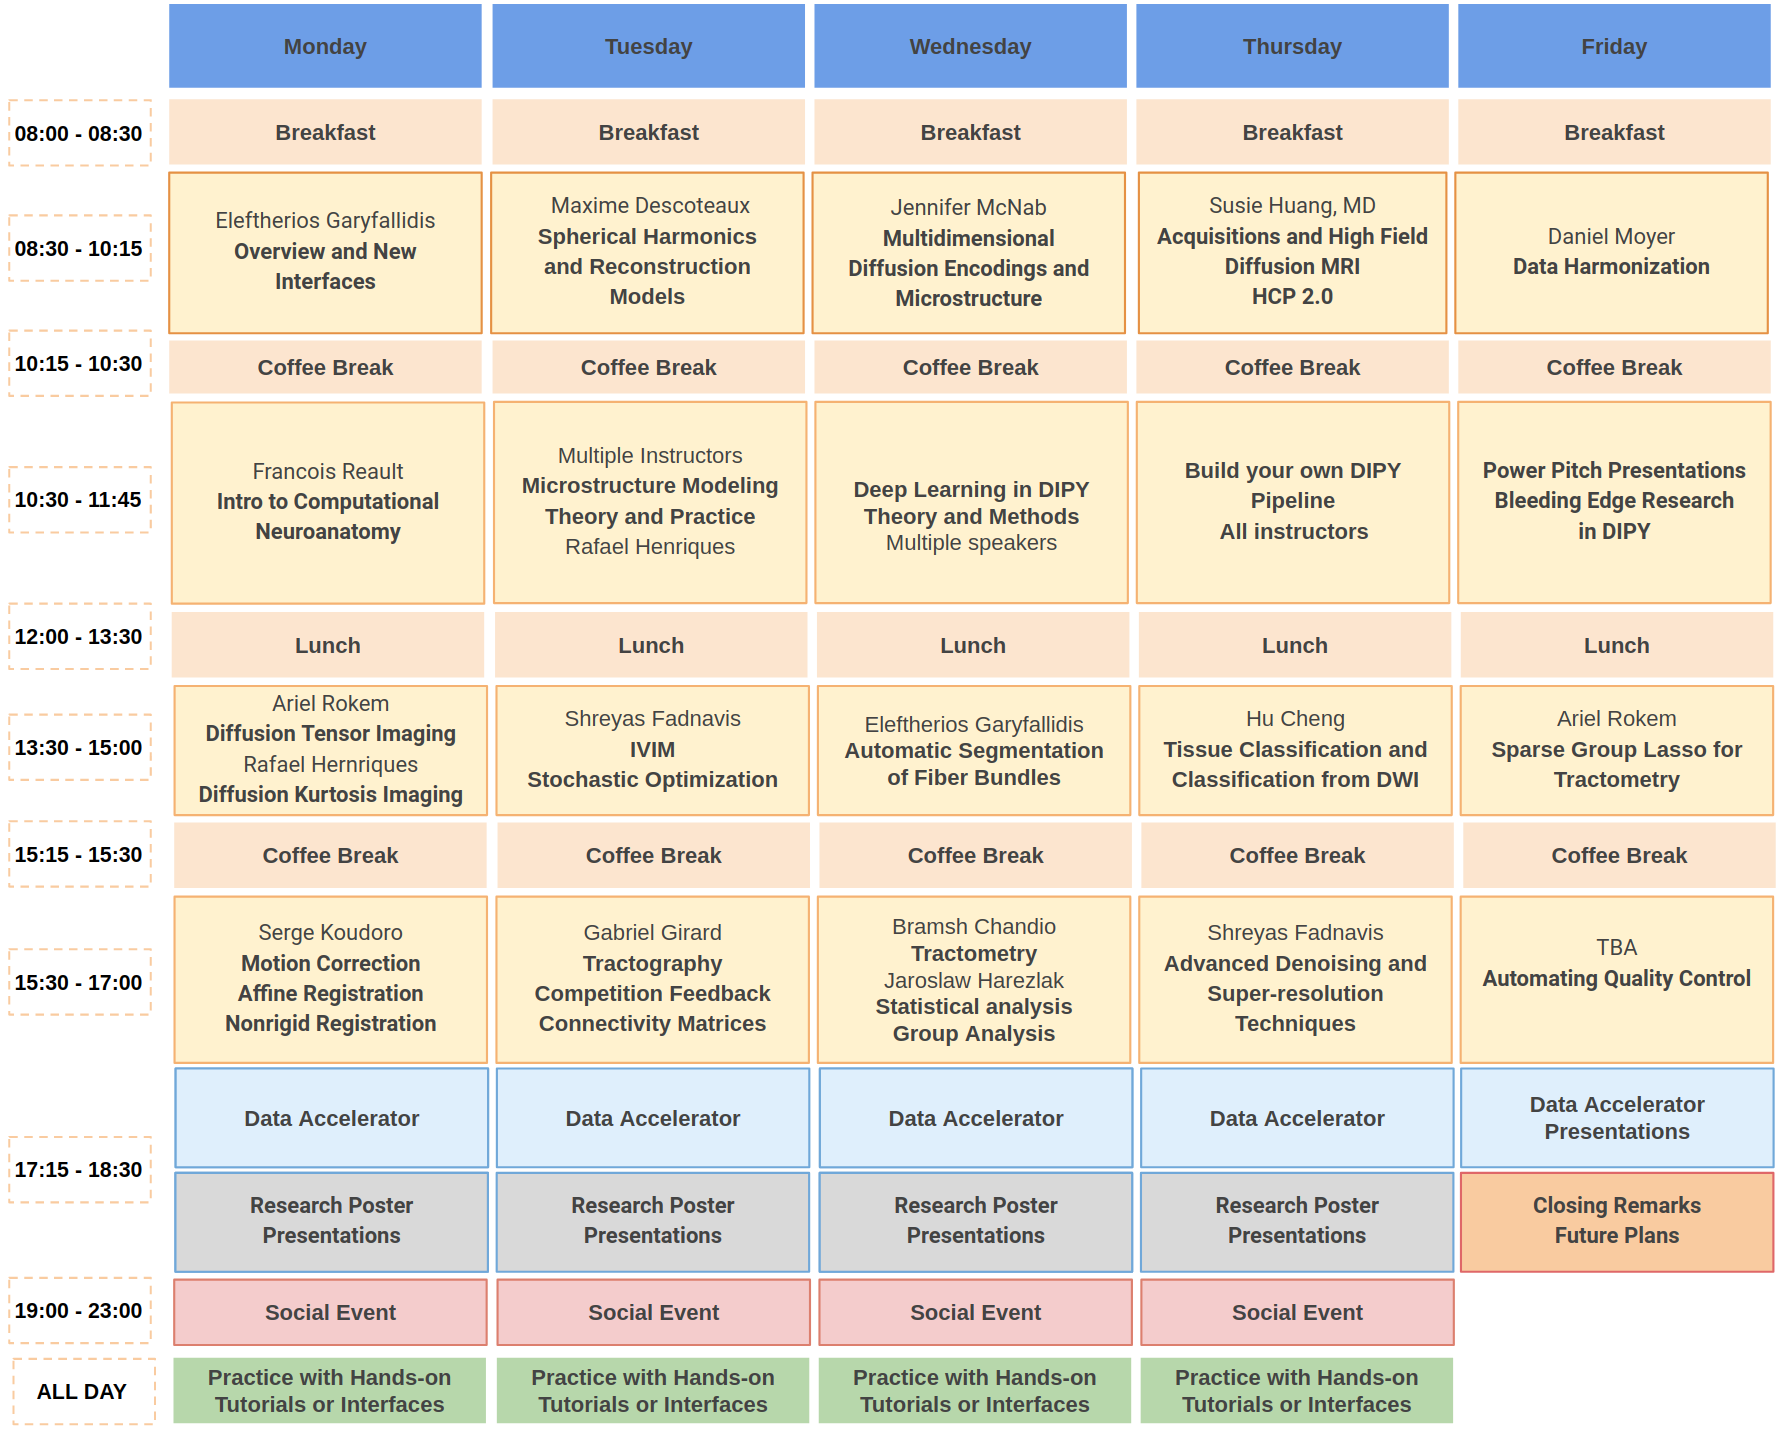 Monday
Tuesday
Wednesday
Thursday
Friday
08:00 - 08:30
Breakfast
Breakfast
Breakfast
Breakfast
Breakfast
08:30 - 10:15
Eleftherios Garyfallidis
Overview and New
Interfaces
Maxime Descoteaux
Spherical Harmonics
and Reconstruction
Models
Jennifer McNab
Multidimensional
Diffusion Encodings and
Microstructure
Susie Huang, MD
Acquisitions and High Field
Diffusion MRI
HCP 2.0
Daniel Moyer
Data Harmonization
10:15 - 10:30
Coffee Break
Coffee Break
Coffee Break
Coffee Break
Coffee Break
10:30 - 11:45
Francois Reault
Intro to Computational
Neuroanatomy
Multiple Instructors
Microstructure Modeling
Theory and Practice
Rafael Henriques
Deep Learning in DIPY
Theory and Methods
Multiple speakers
Build your own DIPY
Pipeline
All instructors
Power Pitch Presentations
Bleeding Edge Research
in DIPY
12:00 - 13:30
Lunch
Lunch
Lunch
Lunch
Lunch
13:30 - 15:00
Ariel Rokem
Diffusion Tensor Imaging
Rafael Hernriques
Diffusion Kurtosis Imaging
Shreyas Fadnavis
IVIM
Stochastic Optimization
Eleftherios Garyfallidis
Automatic Segmentation
of Fiber Bundles
Hu Cheng
Tissue Classification and
Classification from DWI
Ariel Rokem
Sparse Group Lasso for
Tractometry
15:15 - 15:30
Coffee Break
Coffee Break
Coffee Break
Coffee Break
Coffee Break
15:30 - 17:00
Serge Koudoro
Motion Correction
Affine Registration
Nonrigid Registration
Gabriel Girard
Tractography
Competition Feedback
Connectivity Matrices
Bramsh Chandio
Tractometry
Jaroslaw Harezlak
Statistical analysis
Group Analysis
Shreyas Fadnavis
Advanced Denoising and
Super-resolution
Techniques
TBA
Automating Quality Control
17:15 - 18:30
Data Accelerator
Data Accelerator
Data Accelerator
Data Accelerator
Data Accelerator
Presentations
Research Poster
Presentations
Research Poster
Presentations
Research Poster
Presentations
Research Poster
Presentations
Closing Remarks
Future Plans
19:00 - 23:00
Social Event
Social Event
Social Event
Social Event
ALL DAY
Practice with Hands-on
Tutorials or Interfaces
Practice with Hands-on
Tutorials or Interfaces
Practice with Hands-on
Tutorials or Interfaces
Practice with Hands-on
Tutorials or Interfaces